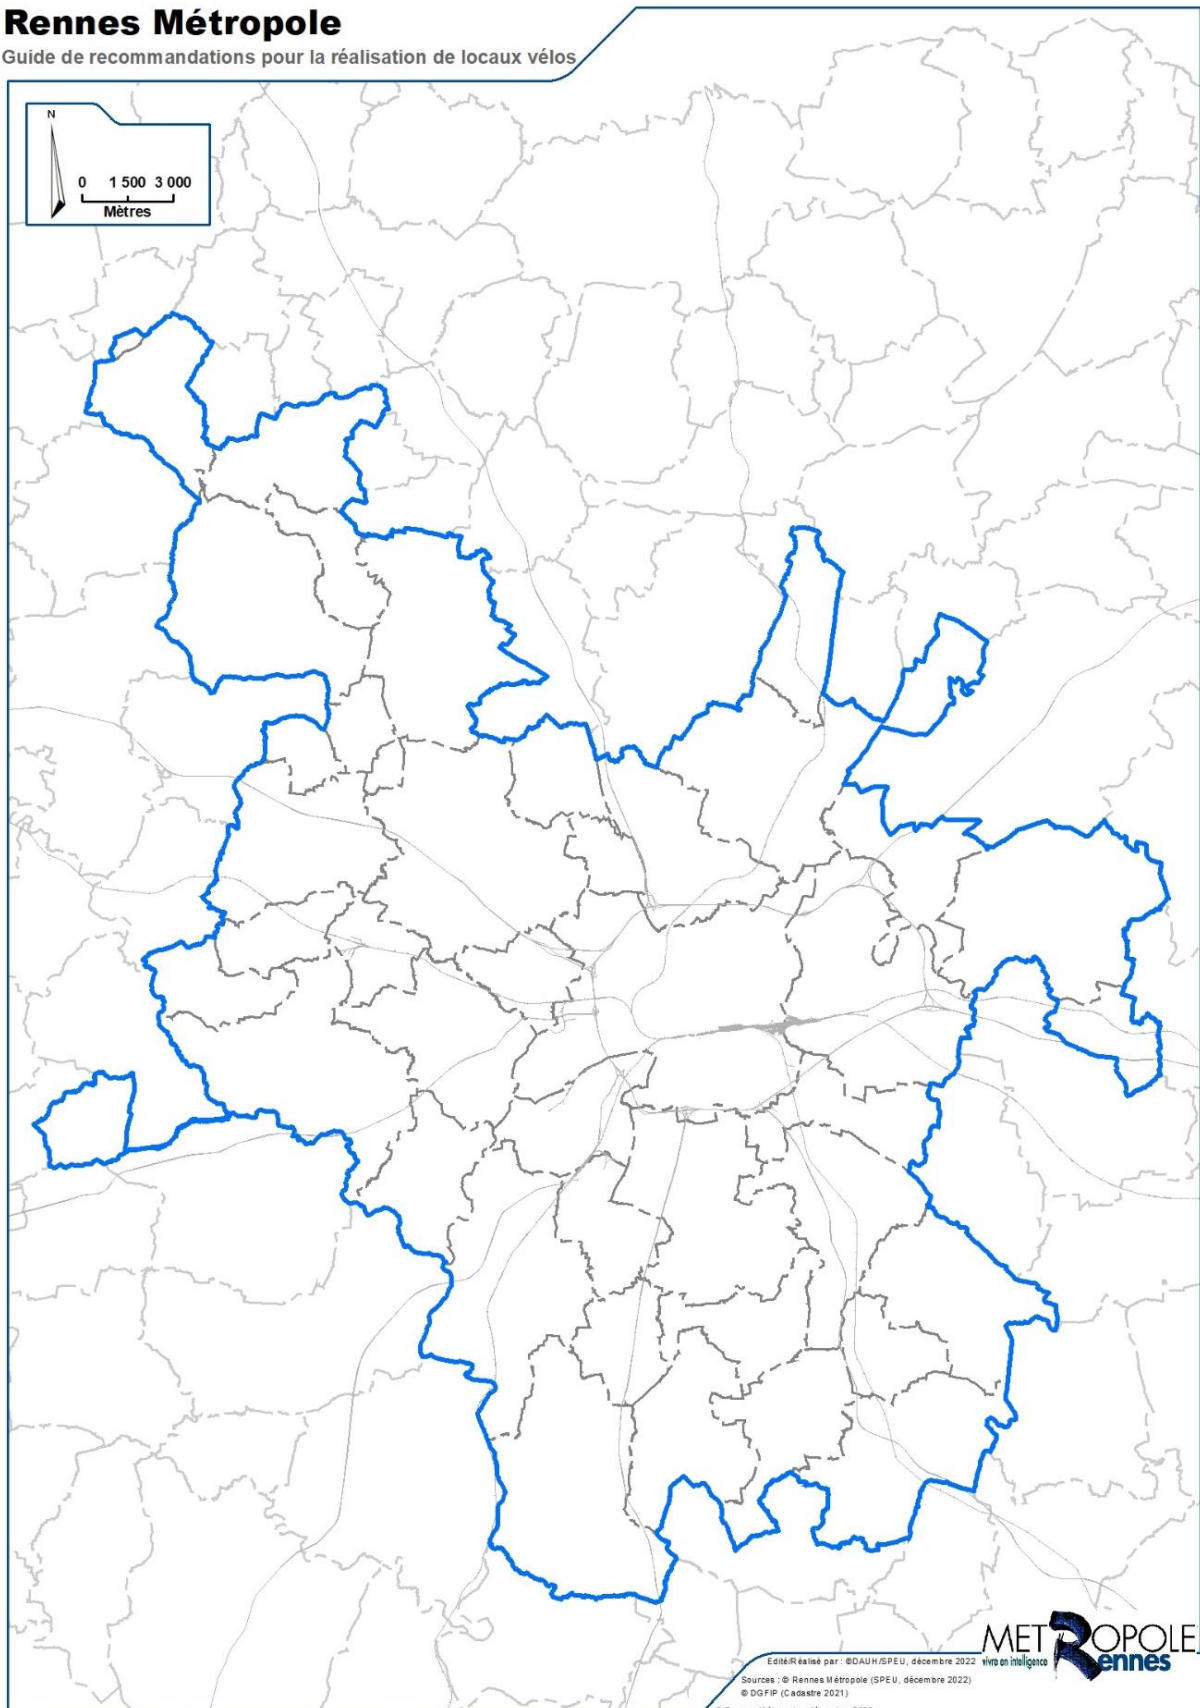 Rennes Métropole
Guide de recommandations pour la réalisation de locaux vélos
N
0 1 500 3 000
Mètres
METROPOLE
vivre en intelligence
Rennes
Edité/Réalisé par : ©DAUH/SPEU, décembre 2022
Sources : © Rennes Métropole (SPEU, décembre 2022)
© DGFIP (Cadastre 2021)